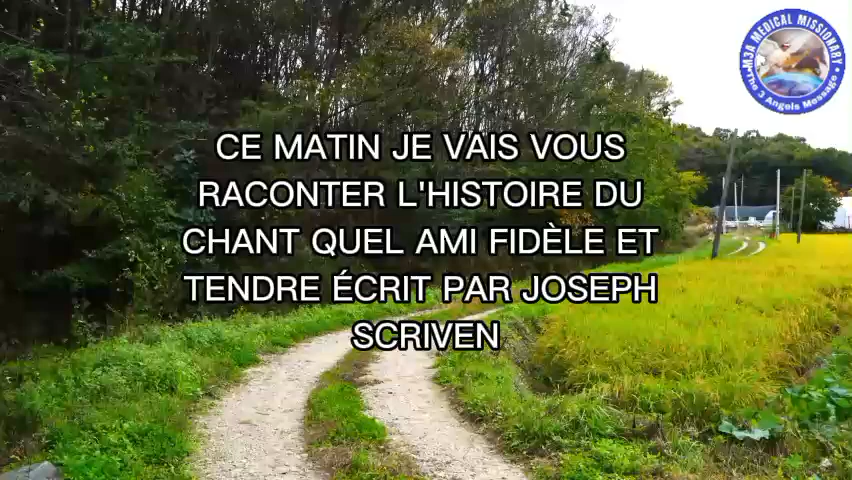 M3A MEDICAL MISSIONARY
The 3 Angels Message
CE MATIN JE VAIS VOUS
RACONTER L'HISTOIRE DU
CHANT QUEL AMI FIDÈLE ET
TENDRE ÉCRIT PAR JOSEPH
SCRIVEN